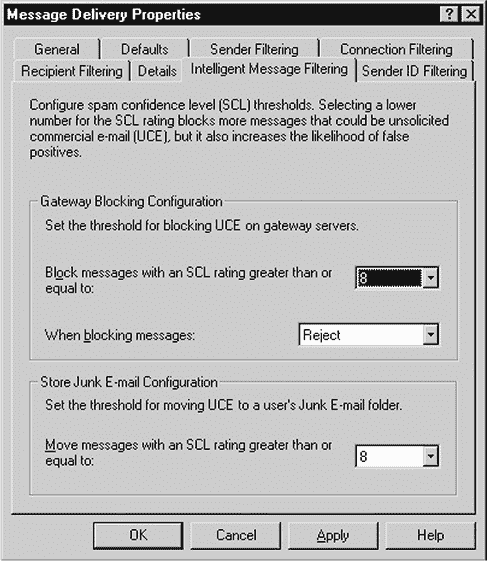 Message Delivery Properties
General Defaults Sender Filtering Connection Filtering
Recipient Filtering Details Intelligent Message Filtering Sender ID Filtering
Configure spam confidence level (SCL) thresholds. Selecting a lower
number for the SCL rating blocks more messages that could be unsolicited
commercial e-mail (UCE), but it also increases the likelihood of false
positives.
Gateway Blocking Configuration
Set the threshold for blocking UCE on gateway servers.
Block messages with an SCL rating greater than or
equal to:
8
When blocking messages:
Reject
Store Junk E-mail Configuration
Set the threshold for moving UCE to a user's Junk E-mail folder.
Move messages with an SCL rating greater than or
equal to:
8
OK Cancel Apply Help